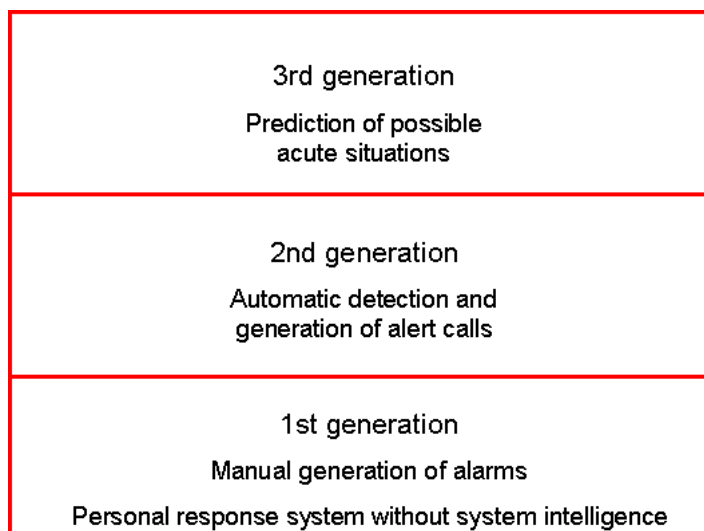 3rd generation
Prediction of possible
acute situations
2nd generation
Automatic detection and
generation of alert calls
1st generation
Manual generation of alarms
Personal response system without system intelligence